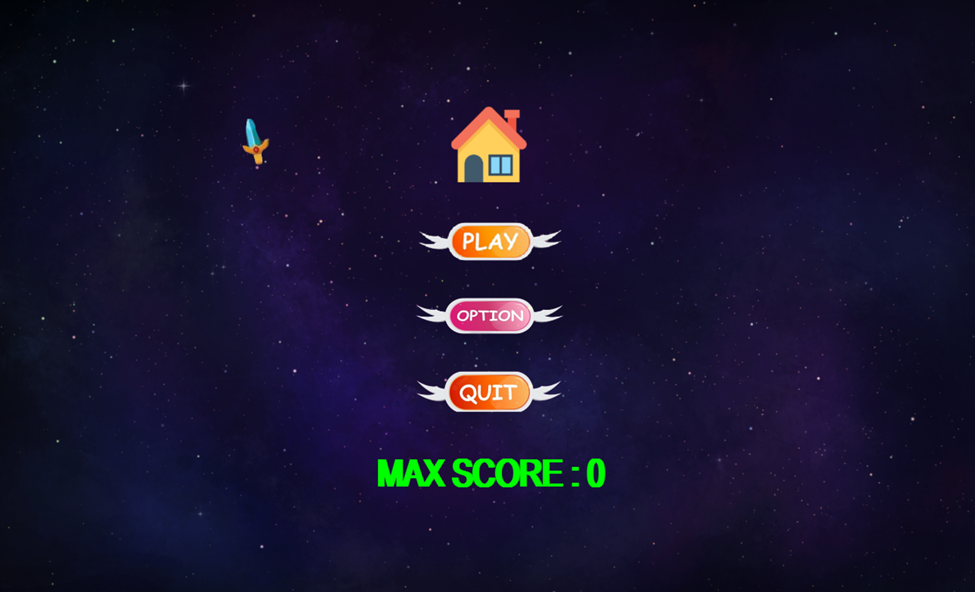 PLAY
OPTION
QUIT
MAX SCORE : 0